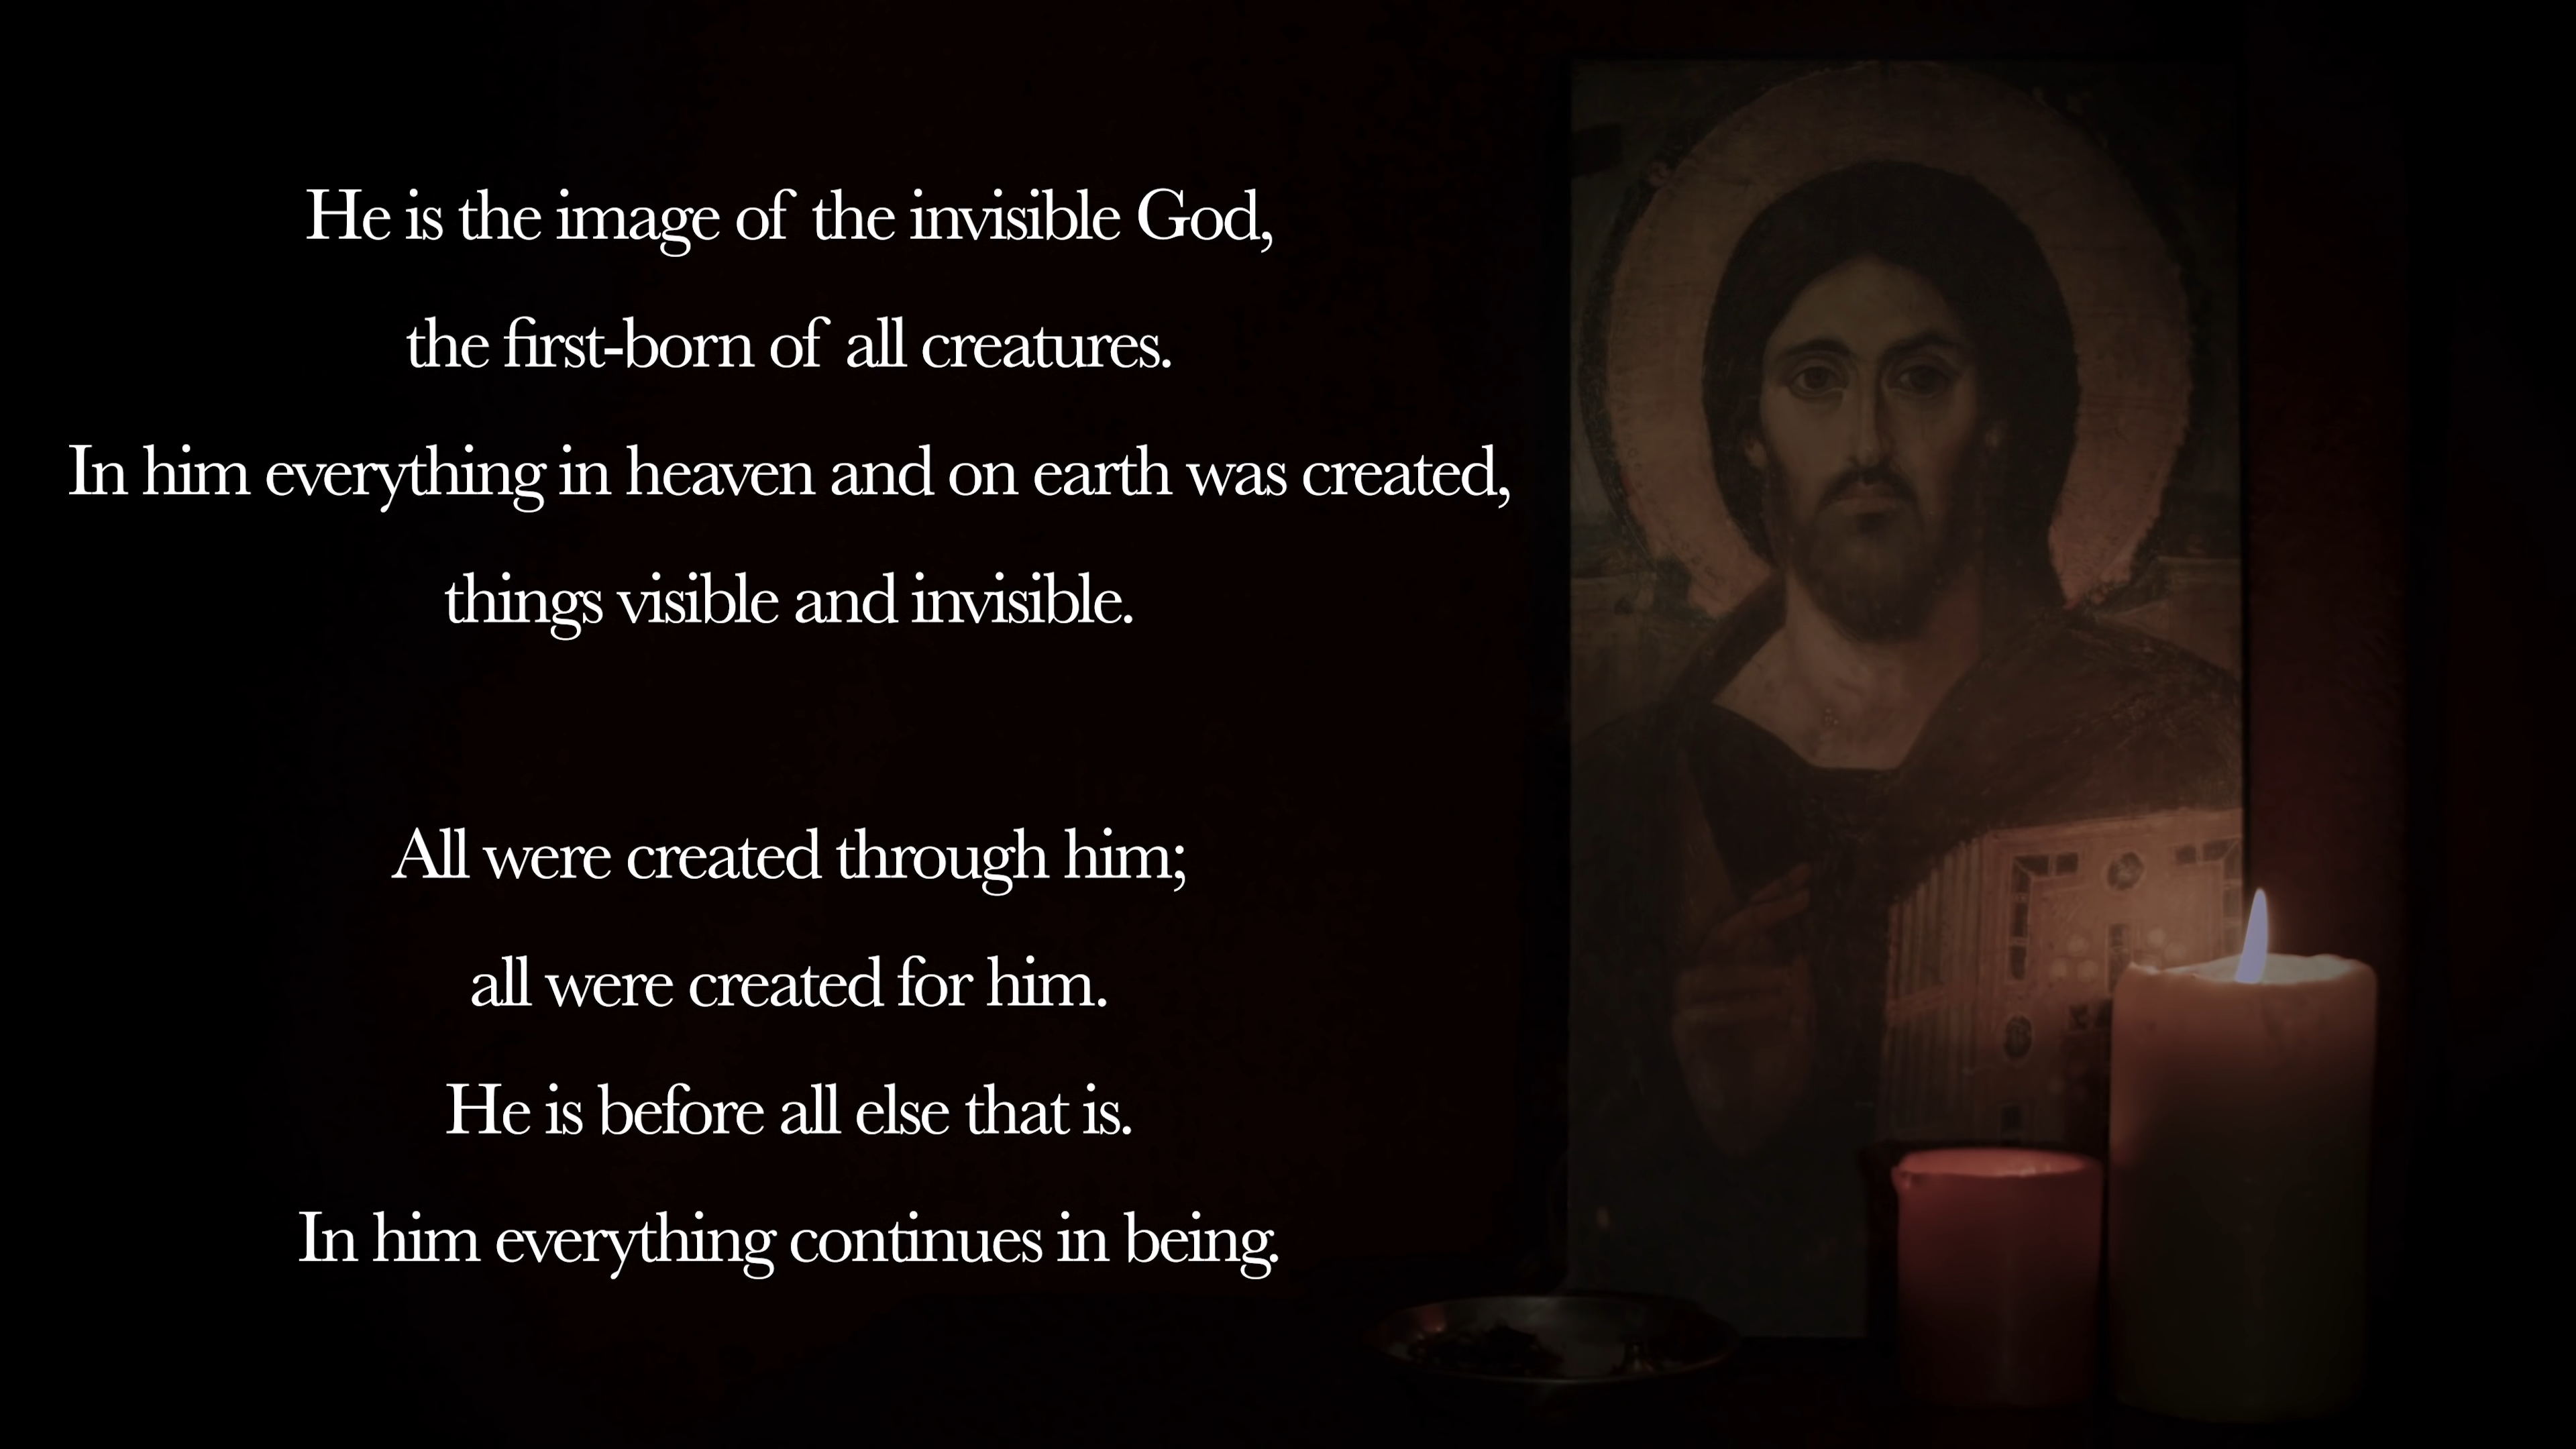 He is the image of the invisible God,
the first-born of all creatures.
In him everything in heaven and on earth was created,
things visible and invisible.
All were created through him;
all were created for him.
He is before all else that is.
In him everything continues in being.